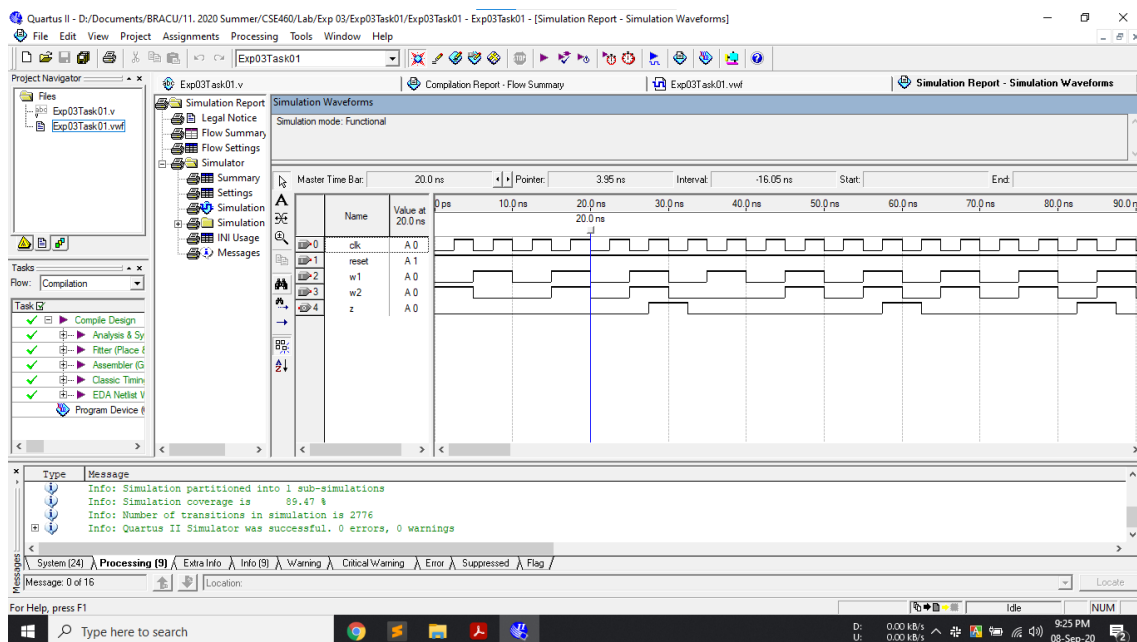 Quartus II - D:/Documents/BRACU/11. 2020 Summer/CSE460/Lab/Exp 03/Exp03Task01/Exp03Task01 - Exp03Task01 - [Simulation Report - Simulation Waveforms]
File Edit View Project Assignments Processing Tools Window Help
Exp03Task01
Project Navigator
Files
Exp03Task01.v
Exp03Task01.vwf
Tasks
Flow: Compilation
Task
Compile Design
Analysis & Sy
Fitter (Place &
Assembler (G
Classic Timin
EDA Netlist W
Program Device (
Exp03Task01.v
Compilation Report - Flow Summary
Exp03Task01.vwf
Simulation Report - Simulation Waveforms
Simulation Report
Legal Notice
Flow Summary
Flow Settings
Simulator
Summary
Settings
Simulation
Simulation
INI Usage
Messages
Simulation Waveforms
Simulation mode: Functional
Master Time Bar: 20.0 ns Pointer: 3.95 ns Interval: -16.05 ns Start: End:
Name Value at 20.0 ns
0 ps 10.0 ns 20.0 ns 30.0 ns 40.0 ns 50.0 ns 60.0 ns 70.0 ns 80.0 ns 90.0 n
20.0 ns
0 clk A 0
1 reset A 1
2 w1 A 0
3 w2 A 0
4 z A 0
Type Message
Info: Simulation partitioned into 1 sub-simulations
Info: Simulation coverage is 89.47 %
Info: Number of transitions in simulation is 2776
Info: Quartus II Simulator was successful. 0 errors, 0 warnings
System (24) Processing (9) Extra Info Info (9) Warning Critical Warning Error Suppressed Flag
Messages
Message: 0 of 16 Location: Locate
For Help, press F1 Idle NUM
Type here to search
D: 0.00 kB/s
U: 0.00 kB/s
9:25 PM
08-Sep-20
2